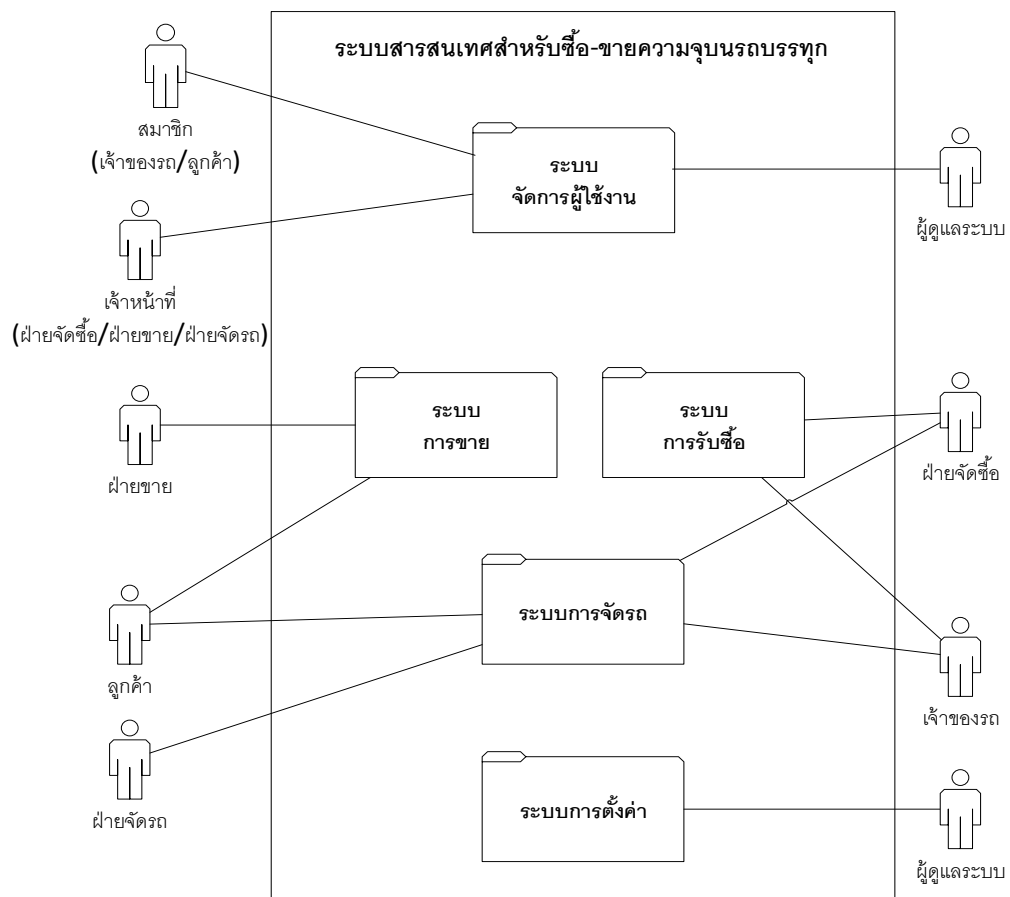 ระบบสารสนเทศสำหรับซื้อ-ขายความจุบนรถบรรทุก
สมาชิก
(เจ้าของรถ/ลูกค้า)
ระบบ
จัดการผู้ใช้งาน
ผู้ดูแลระบบ
เจ้าหน้าที่
(ฝ่ายจัดซื้อ/ฝ่ายขาย/ฝ่ายจัดรถ)
ระบบ
การขาย
ระบบ
การรับซื้อ
ฝ่ายขาย
ฝ่ายจัดซื้อ
ระบบการจัดรถ
ลูกค้า
เจ้าของรถ
ฝ่ายจัดรถ
ระบบการตั้งค่า
ผู้ดูแลระบบ